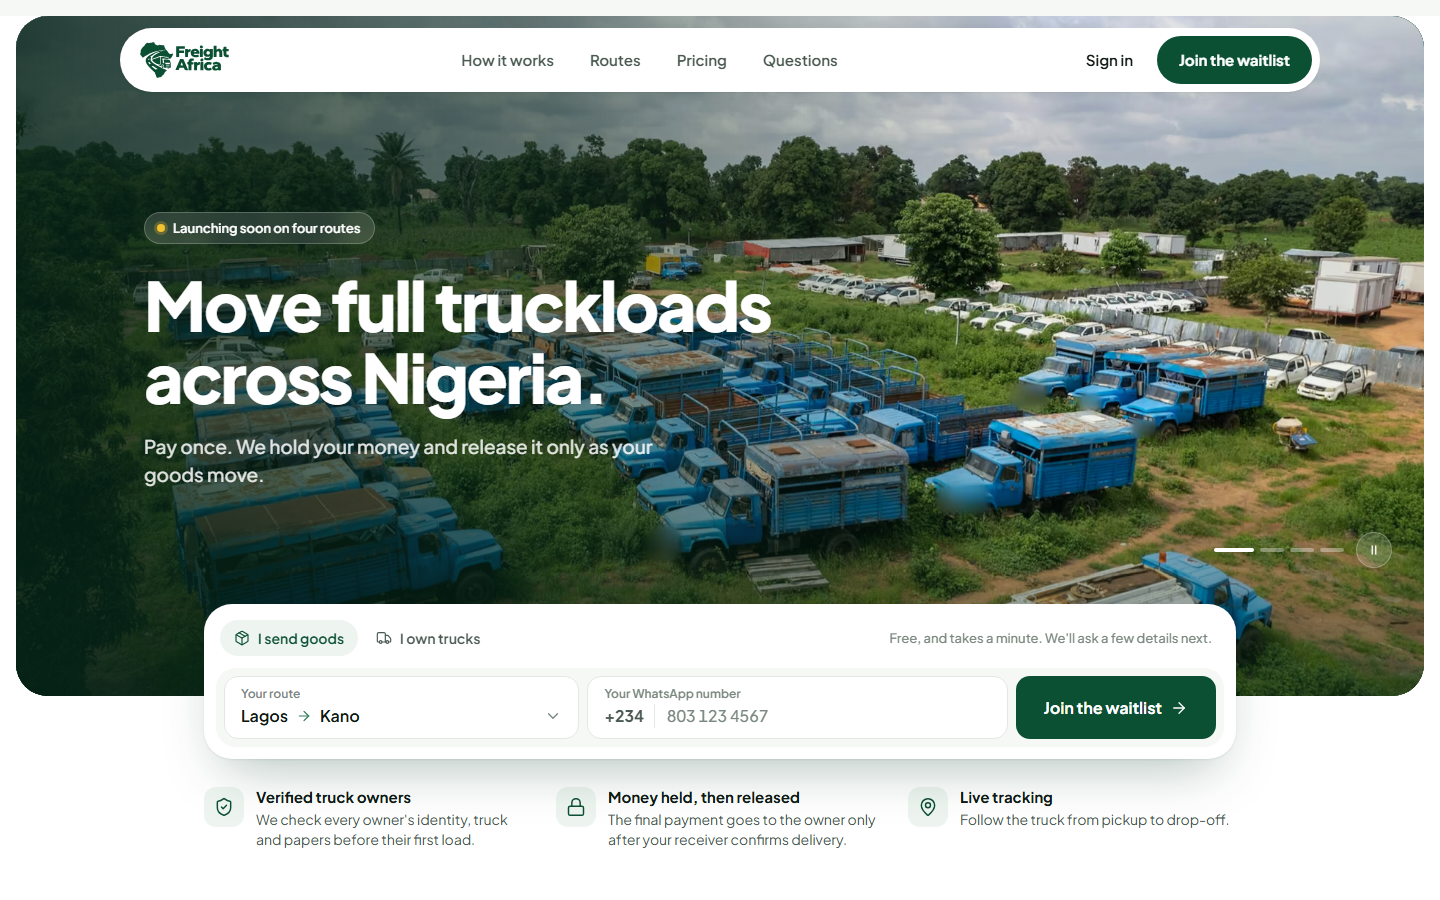 Freight
Africa
How it works
Routes
Pricing
Questions
Sign in
Join the waitlist
Launching soon on four routes
Move full truckloads
across Nigeria.
Pay once. We hold your money and release it only as your
goods move.
I send goods
I own trucks
Free, and takes a minute. We'll ask a few details next.
Your route
Lagos → Kano
Your WhatsApp number
+234 803 123 4567
Join the waitlist →
Verified truck owners
We check every owner's identity, truck
and papers before their first load.
Money held, then released
The final payment goes to the owner only
after your receiver confirms delivery.
Live tracking
Follow the truck from pickup to drop-off.